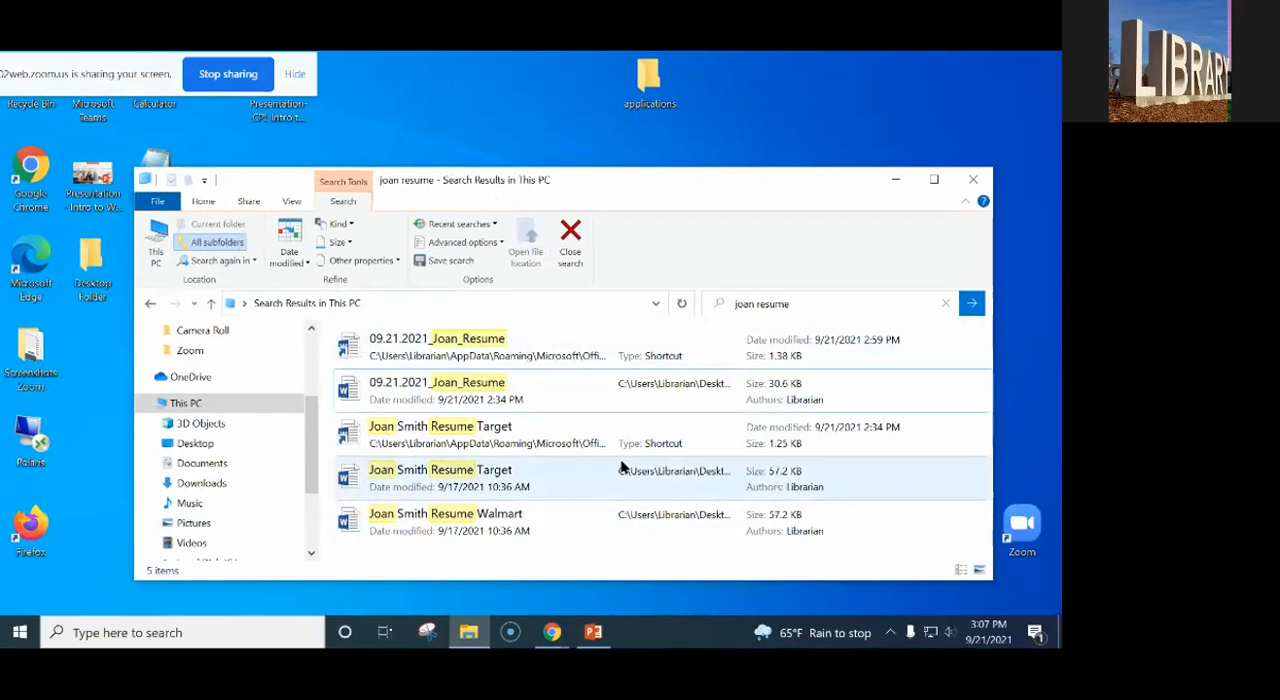 02web.zoom.us is sharing your screen.
Stop sharing
Hide
LIBRARY
Recycle Bin
Microsoft
Teams
Calculator
Presentation-
CPL Intro t...
applications
Google
Chrome
Presentation
- Intro to W...
Microsoft
Edge
Desktop
Folder
Screenshare
Zoom
Polaris
Firefox
Zoom
Search Tools
joan resume - Search Results in This PC
File
Home
Share
View
Search
This
PC
Current folder
All subfolders
Search again in
Location
Date
modified
Kind
Size
Other properties
Refine
Recent searches
Advanced options
Save search
Open file
location
Options
Close
search
Search Results in This PC
joan resume
Camera Roll
Zoom
OneDrive
This PC
3D Objects
Desktop
Documents
Downloads
Music
Pictures
Videos
09.21.2021_Joan_Resume
Date modified: 9/21/2021 2:59 PM
C:\Users\Librarian\AppData\Roaming\Microsoft\Offi...
Type: Shortcut
Size: 1.38 KB
09.21.2021_Joan_Resume
C:\Users\Librarian\Deskt...
Size: 30.6 KB
Date modified: 9/21/2021 2:34 PM
Authors: Librarian
Joan Smith Resume Target
Date modified: 9/21/2021 2:34 PM
C:\Users\Librarian\AppData\Roaming\Microsoft\Offi...
Type: Shortcut
Size: 1.25 KB
Joan Smith Resume Target
C:\Users\Librarian\Deskt...
Size: 57.2 KB
Date modified: 9/17/2021 10:36 AM
Authors: Librarian
Joan Smith Resume Walmart
C:\Users\Librarian\Deskt...
Size: 57.2 KB
Date modified: 9/17/2021 10:36 AM
Authors: Librarian
5 items
Type here to search
65°F Rain to stop
3:07 PM
9/21/2021
1